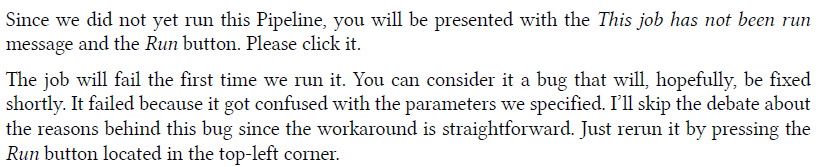 Since we did not yet run this Pipeline, you will be presented with the This job has not been run
message and the Run button. Please click it.
The job will fail the first time we run it. You can consider it a bug that will, hopefully, be fixed
shortly. It failed because it got confused with the parameters we specified. I’ll skip the debate about
the reasons behind this bug since the workaround is straightforward. Just rerun it by pressing the
Run button located in the top-left corner.